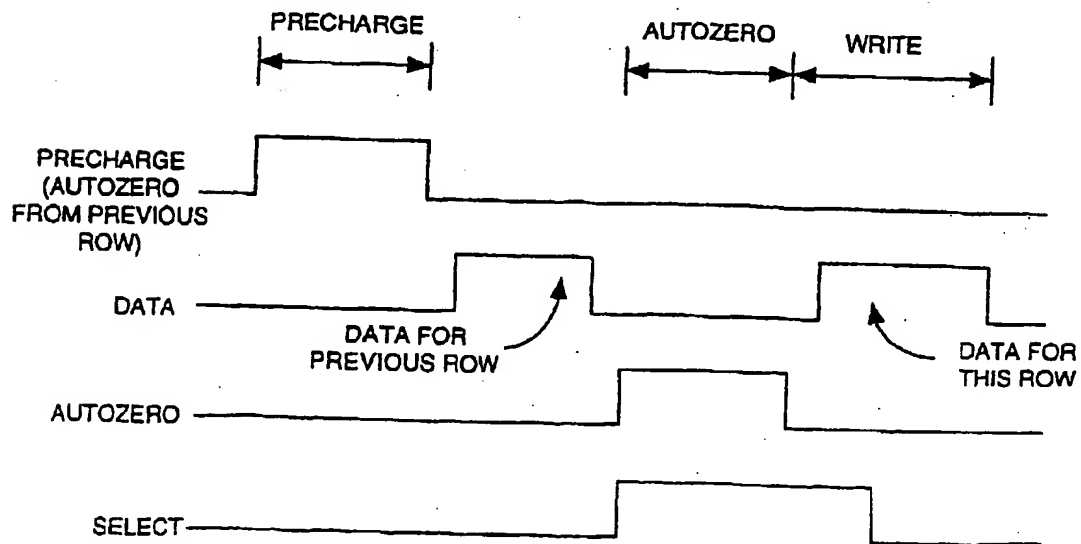 PRECHARGE
AUTOZERO
WRITE
PRECHARGE
(AUTOZERO
FROM PREVIOUS
ROW)
DATA
DATA FOR
PREVIOUS ROW
DATA FOR
THIS ROW
AUTOZERO
SELECT